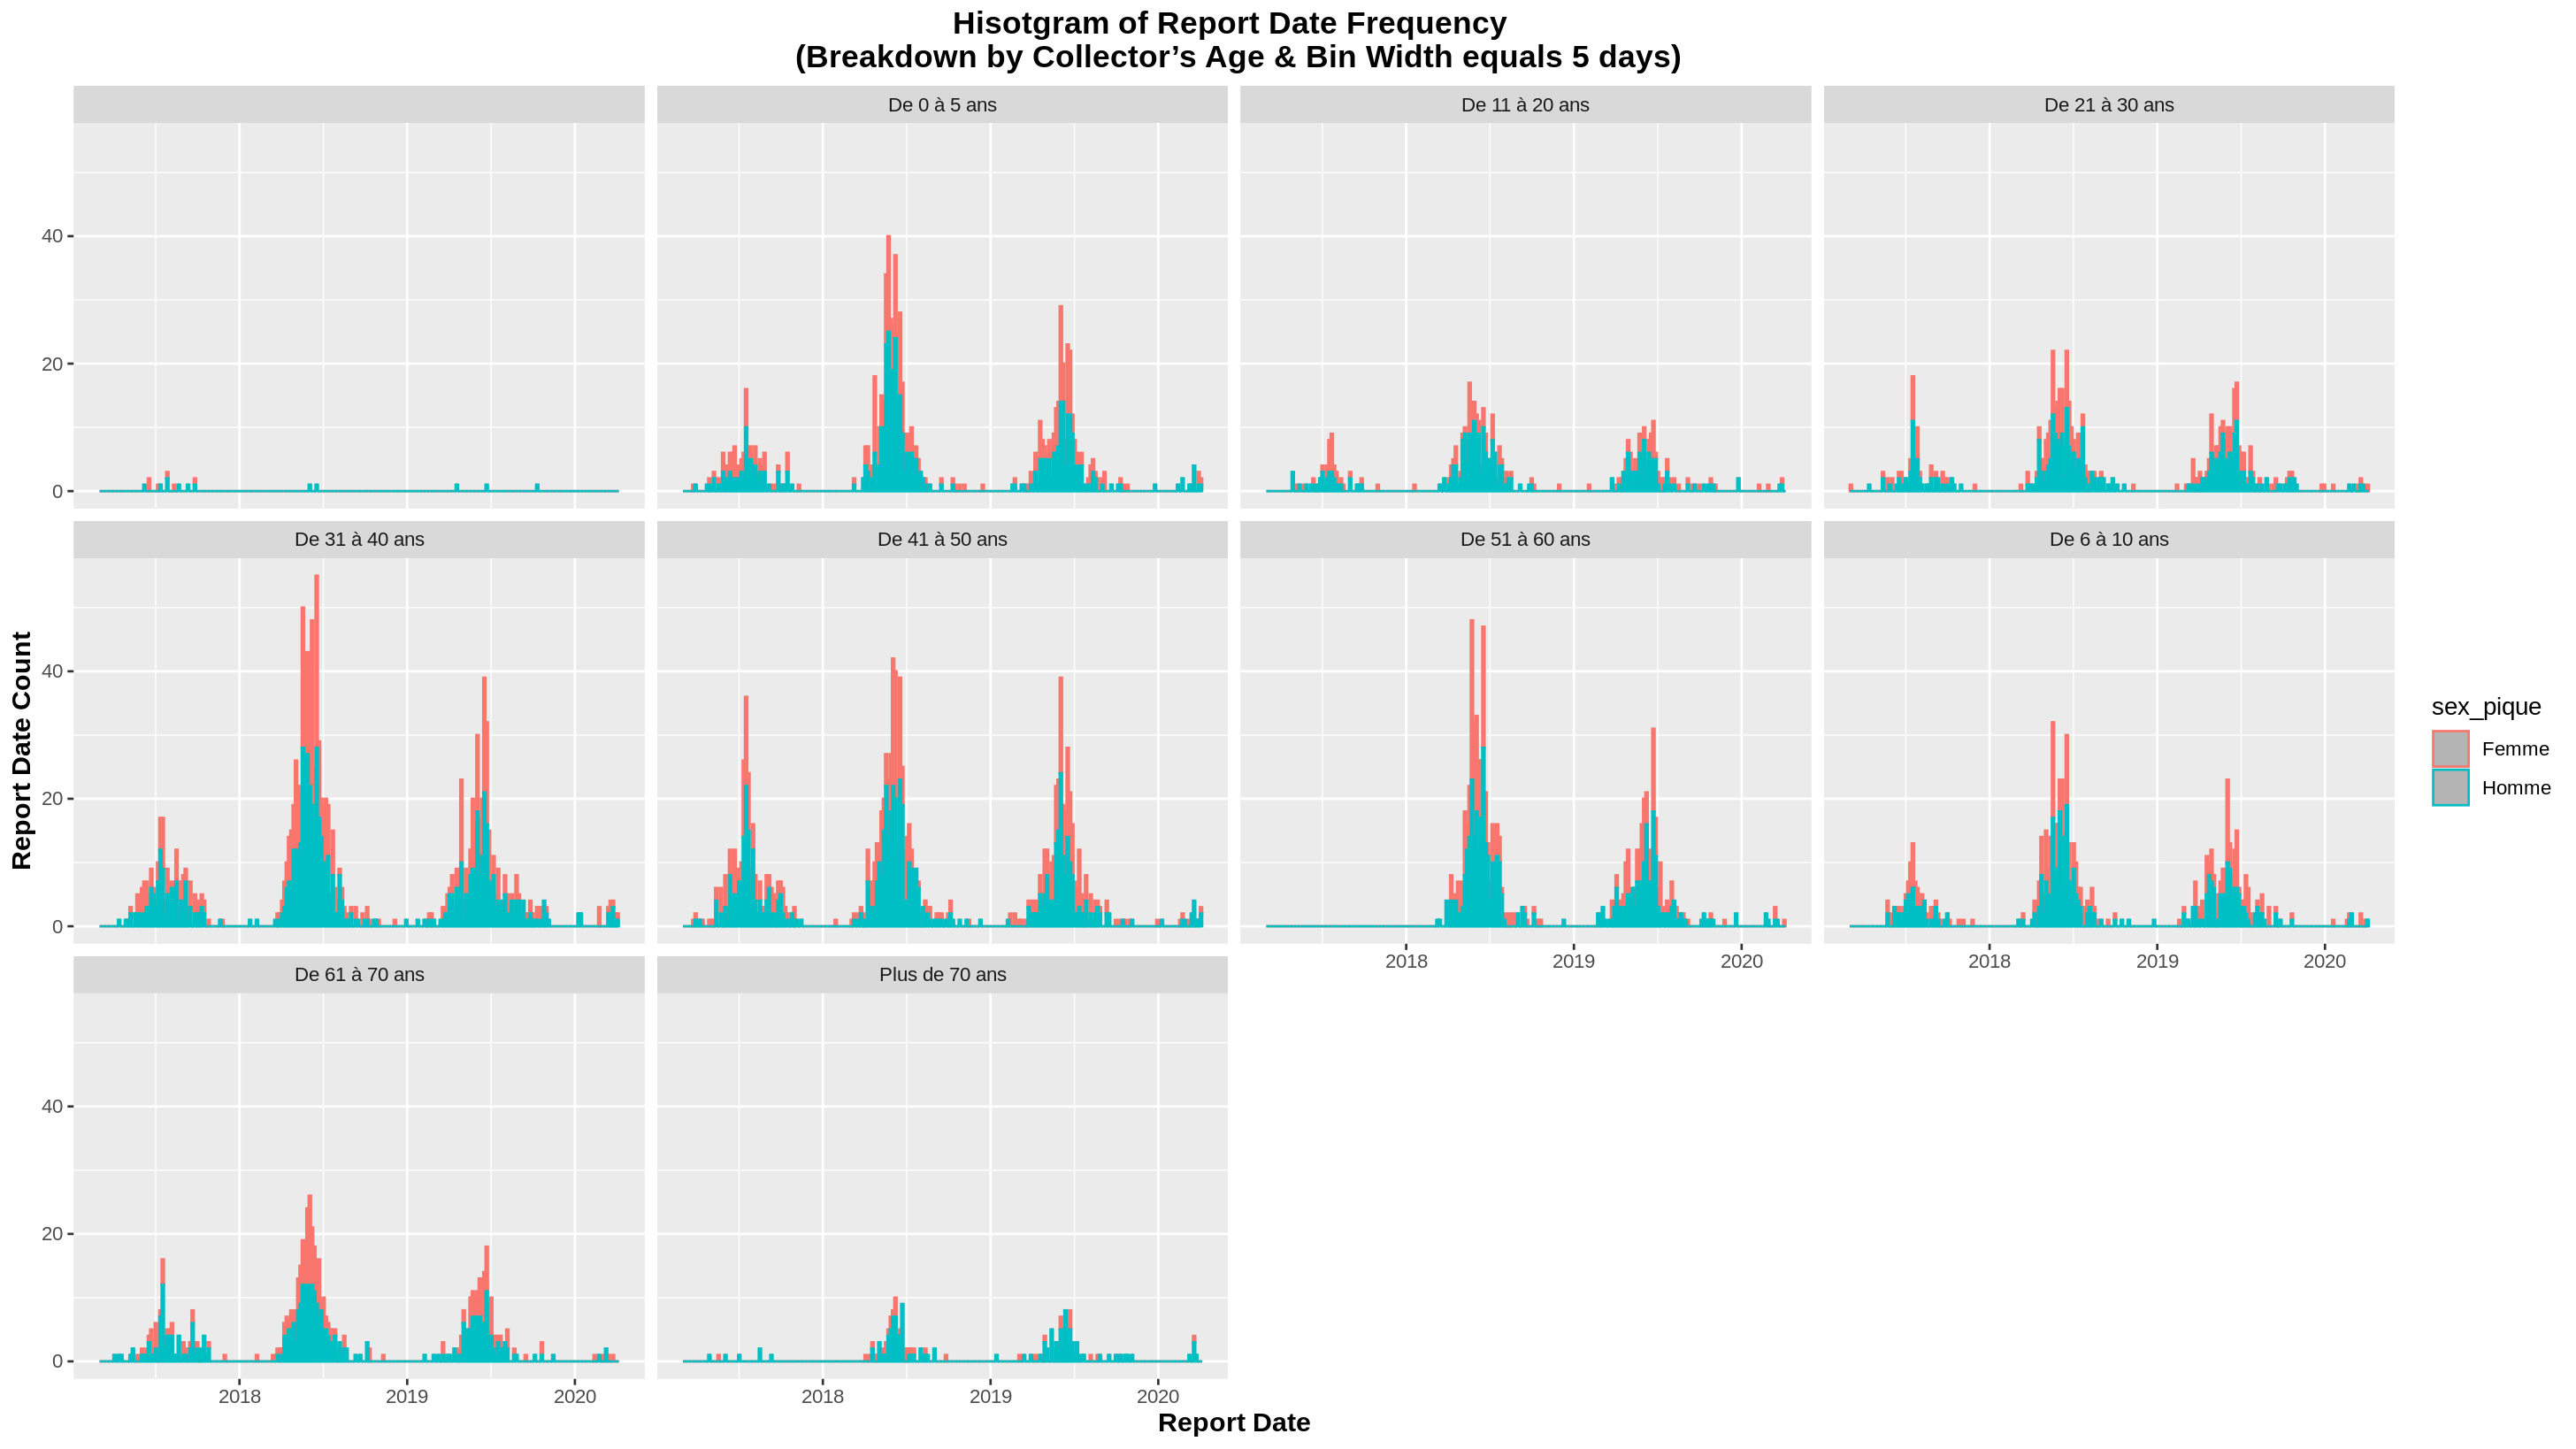 Hisotgram of Report Date Frequency
(Breakdown by Collector’s Age & Bin Width equals 5 days)
De 0 à 5 ans
De 11 à 20 ans
De 21 à 30 ans
40
20
0
De 31 à 40 ans
De 41 à 50 ans
De 51 à 60 ans
De 6 à 10 ans
40
20
0
2018
2019
2020
2018
2019
2020
De 61 à 70 ans
Plus de 70 ans
40
20
0
2018
2019
2020
2018
2019
2020
Report Date Count
Report Date
sex_pique
Femme
Homme